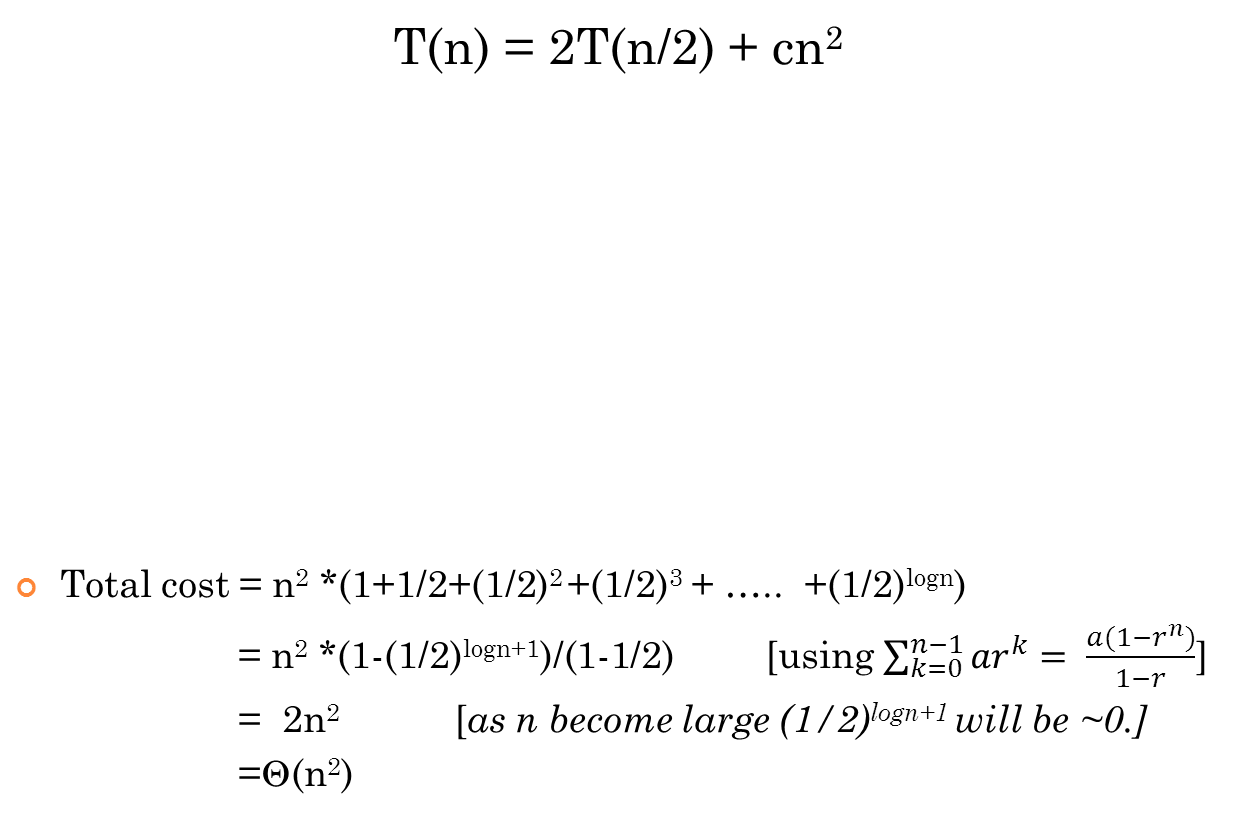 T(n) = 2T(n/2) + cn²
Total cost = n² *(1+1/2+(1/2)²+(1/2)³ + ….. +(1/2)^logn)
= n² *(1-(1/2)^logn+1)/(1-1/2) [using ∑_{k=0}^{n−1} ar^k = a(1−r^n)/1−r]
= 2n² [as n become large (1/2)^logn+1 will be ~0.]
=Θ(n²)